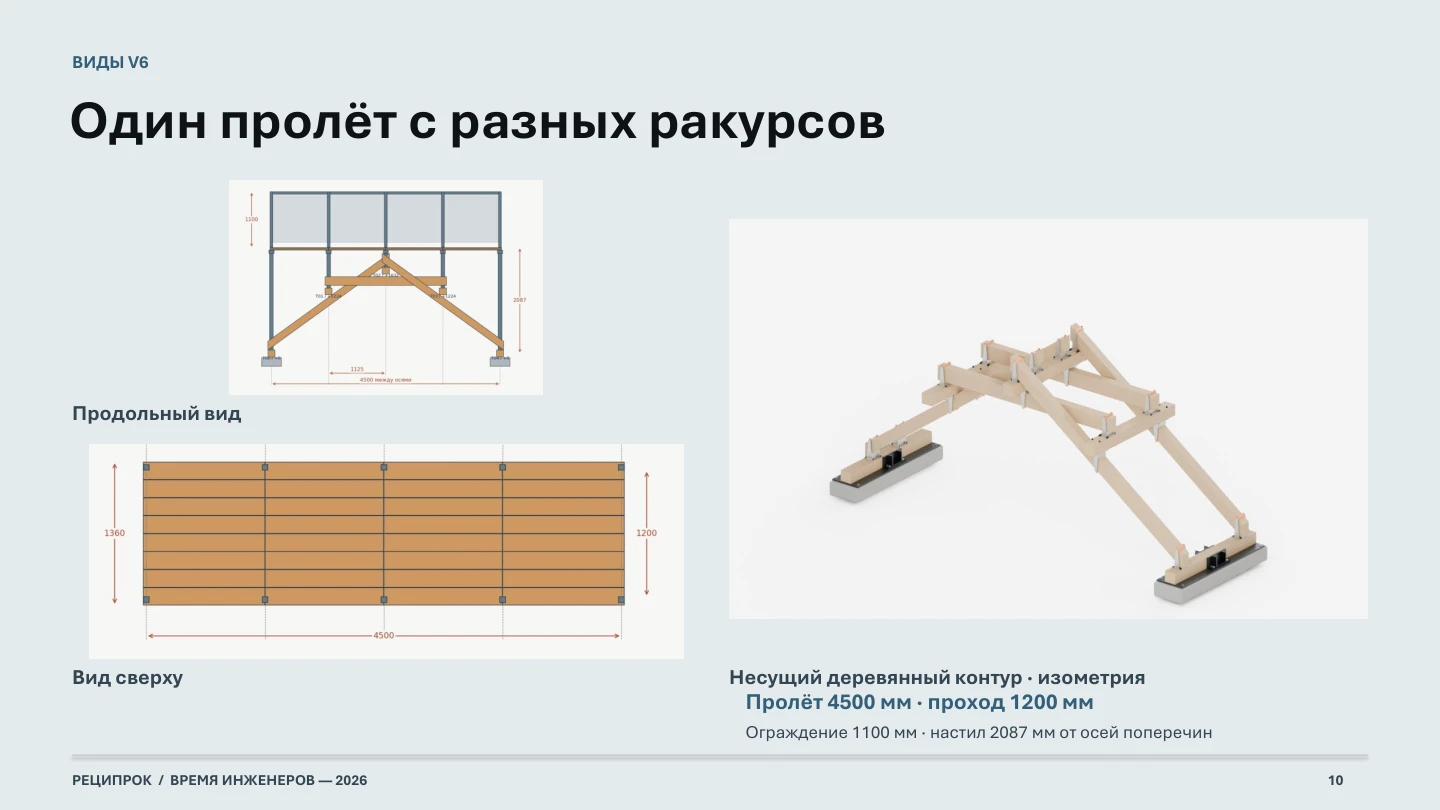 ВИДЫ V6
Один пролёт с разных ракурсов
1100
2087
1125
4500 между осями
Продольный вид
1360
1200
4500
Вид сверху
Несущий деревянный контур · изометрия
Пролёт 4500 мм · проход 1200 мм
Ограждение 1100 мм · настил 2087 мм от осей поперечин
РЕЦИПРОК / ВРЕМЯ ИНЖЕНЕРОВ — 2026
10